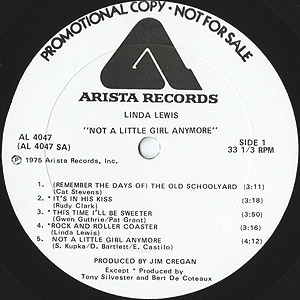 PROMOTIONAL COPY · NOT FOR SALE
ARISTA RECORDS
LINDA LEWIS
"NOT A LITTLE GIRL ANYMORE"
AL 4047
(AL 4047 SA)
SIDE 1
33 1/3 RPM
℗ 1975 Arista Records, Inc.
1. (REMEMBER THE DAYS OF) THE OLD SCHOOLYARD (3:11)
(Cat Stevens)
2. *IT'S IN HIS KISS (3:18)
(Rudy Clark)
3. *THIS TIME I'LL BE SWEETER (3:50)
(Gwen Guthrie/Pat Grant)
4. *ROCK AND ROLLER COASTER (3:16)
(Linda Lewis)
5. NOT A LITTLE GIRL ANYMORE (4:12)
(S. Kupka/D. Bartlett/E. Castillo)
PRODUCED BY JIM CREGAN
Except * Produced by
Tony Silvester and Bert De Coteaux